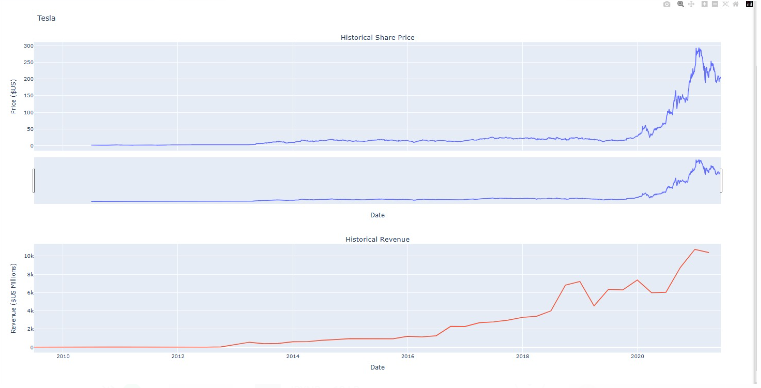 Tesla
Historical Share Price
300
250
200
150
100
50
0
Price ($US)
Date
Historical Revenue
10k
8k
6k
4k
2k
0
Revenue ($US Millions)
2010 2012 2014 2016 2018 2020
Date